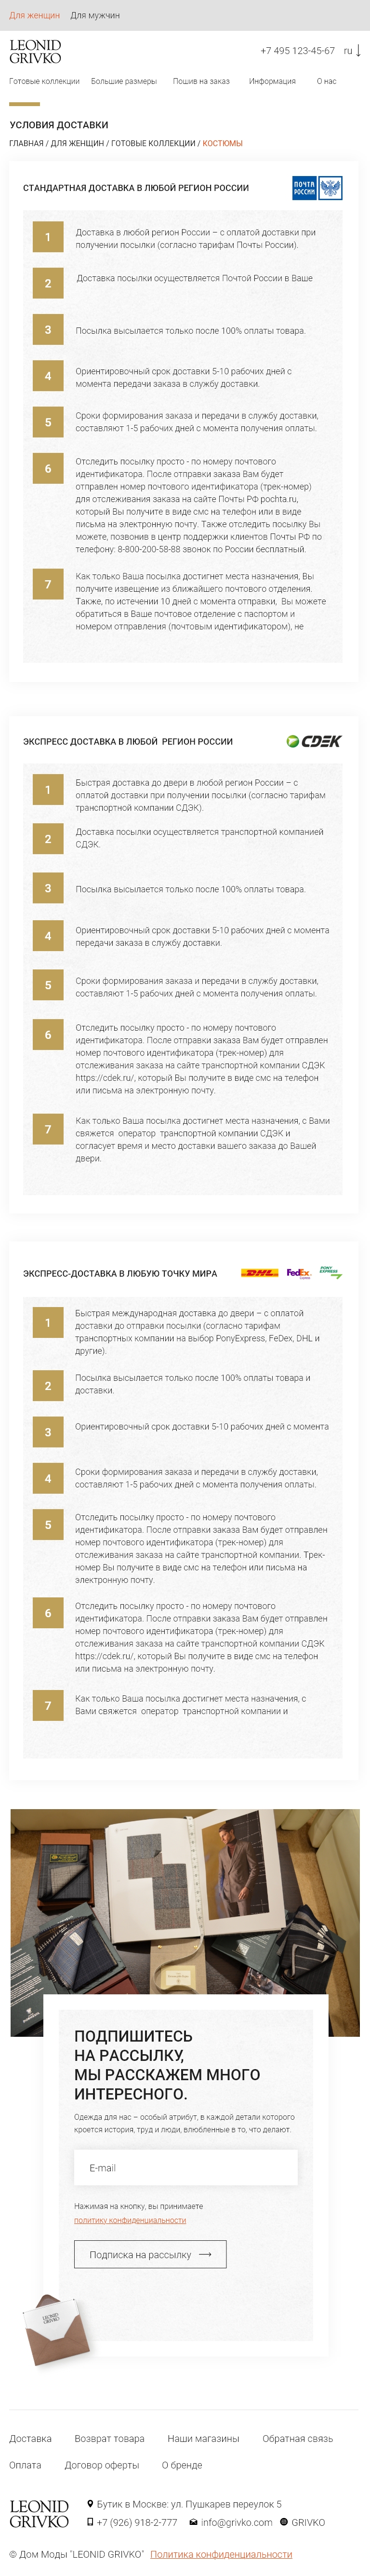 Для женщин Для мужчин
LEONID
GRIVKO
+7 495 123-45-67 ru
Готовые коллекции Большие размеры Пошив на заказ Информация О нас
УСЛОВИЯ ДОСТАВКИ
ГЛАВНАЯ / ДЛЯ ЖЕНЩИН / ГОТОВЫЕ КОЛЛЕКЦИИ / КОСТЮМЫ
СТАНДАРТНАЯ ДОСТАВКА В ЛЮБОЙ РЕГИОН РОССИИ
ПОЧТА
РОССИИ
1
Доставка в любой регион России – с оплатой доставки при
получении посылки (согласно тарифам Почты России).
2
Доставка посылки осуществляется Почтой России в Ваше
3
Посылка высылается только после 100% оплаты товара.
4
Ориентировочный срок доставки 5-10 рабочих дней с
момента передачи заказа в службу доставки.
5
Сроки формирования заказа и передачи в службу доставки,
составляют 1-5 рабочих дней с момента получения оплаты.
6
Отследить посылку просто - по номеру почтового
идентификатора. После отправки заказа Вам будет
отправлен номер почтового идентификатора (трек-номер)
для отслеживания заказа на сайте Почты РФ pochta.ru,
который Вы получите в виде смс на телефон или в виде
письма на электронную почту. Также отследить посылку Вы
можете, позвонив в центр поддержки клиентов Почты РФ по
телефону: 8-800-200-58-88 звонок по России бесплатный.
7
Как только Ваша посылка достигнет места назначения, Вы
получите извещение из ближайшего почтового отделения.
Также, по истечении 10 дней с момента отправки, Вы можете
обратиться в Ваше почтовое отделение с паспортом и
номером отправления (почтовым идентификатором), не
ЭКСПРЕСС ДОСТАВКА В ЛЮБОЙ РЕГИОН РОССИИ
CDEK
1
Быстрая доставка до двери в любой регион России – с
оплатой доставки при получении посылки (согласно тарифам
транспортной компании СДЭК).
2
Доставка посылки осуществляется транспортной компанией
СДЭК.
3
Посылка высылается только после 100% оплаты товара.
4
Ориентировочный срок доставки 5-10 рабочих дней с момента
передачи заказа в службу доставки.
5
Сроки формирования заказа и передачи в службу доставки,
составляют 1-5 рабочих дней с момента получения оплаты.
6
Отследить посылку просто - по номеру почтового
идентификатора. После отправки заказа Вам будет отправлен
номер почтового идентификатора (трек-номер) для
отслеживания заказа на сайте транспортной компании СДЭК
https://cdek.ru/, который Вы получите в виде смс на телефон
или письма на электронную почту.
7
Как только Ваша посылка достигнет места назначения, с Вами
свяжется оператор транспортной компании СДЭК и
согласует время и место доставки вашего заказа до Вашей
двери.
ЭКСПРЕСС-ДОСТАВКА В ЛЮБУЮ ТОЧКУ МИРА
DHL FedEx PONY
EXPRESS
1
Быстрая международная доставка до двери – с оплатой
доставки до отправки посылки (согласно тарифам
транспортных компании на выбор PonyExpress, FeDex, DHL и
другие).
2
Посылка высылается только после 100% оплаты товара и
доставки.
3
Ориентировочный срок доставки 5-10 рабочих дней с момента
4
Сроки формирования заказа и передачи в службу доставки,
составляют 1-5 рабочих дней с момента получения оплаты.
5
Отследить посылку просто - по номеру почтового
идентификатора. После отправки заказа Вам будет отправлен
номер почтового идентификатора (трек-номер) для
отслеживания заказа на сайте транспортной компании. Трек-
номер Вы получите в виде смс на телефон или письма на
электронную почту.
6
Отследить посылку просто - по номеру почтового
идентификатора. После отправки заказа Вам будет отправлен
номер почтового идентификатора (трек-номер) для
отслеживания заказа на сайте транспортной компании СДЭК
https://cdek.ru/, который Вы получите в виде смс на телефон
или письма на электронную почту.
7
Как только Ваша посылка достигнет места назначения, с
Вами свяжется оператор транспортной компании и
ПОДПИШИТЕСЬ
НА РАССЫЛКУ,
МЫ РАССКАЖЕМ МНОГО
ИНТЕРЕСНОГО.
Одежда для нас – особый атрибут, в каждой детали которого
кроется история, труд и люди, влюбленные в то, что делают.
E-mail
Нажимая на кнопку, вы принимаете
политику конфиденциальности
Подписка на рассылку
LEONID
GRIVKO
Доставка Возврат товара Наши магазины Обратная связь
Оплата Договор оферты О бренде
LEONID
GRIVKO
Бутик в Москве: ул. Пушкарев переулок 5
+7 (926) 918-2-777 info@grivko.com GRIVKO
© Дом Моды "LEONID GRIVKO" Политика конфиденциальности